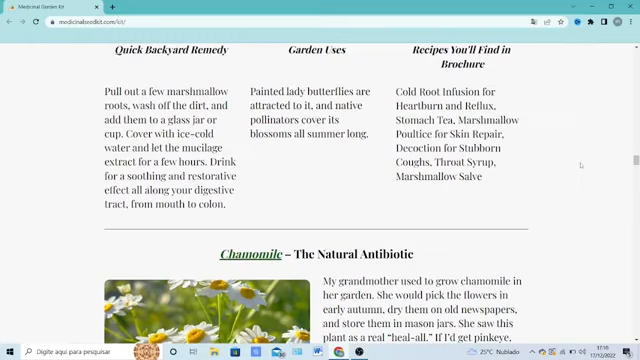 Medicinal Garden Kit
medicinalseedkit.com/kit/
Quick Backyard Remedy
Garden Uses
Recipes You'll Find in
Brochure
Pull out a few marshmallow
roots, wash off the dirt, and
add them to a glass jar or
cup. Cover with ice-cold
water and let the mucilage
extract for a few hours. Drink
for a soothing and restorative
effect all along your digestive
tract, from mouth to colon.
Painted lady butterflies are
attracted to it, and native
pollinators cover its
blossoms all summer long.
Cold Root Infusion for
Heartburn and Reflux,
Stomach Tea, Marshmallow
Poultice for Skin Repair,
Decoction for Stubborn
Coughs, Throat Syrup,
Marshmallow Salve
Chamomile – The Natural Antibiotic
My grandmother used to grow chamomile in
her garden. She would pick the flowers in
early autumn, dry them on old newspapers,
and store them in mason jars. She saw this
plant as a real “heal-all.” If I'd get pinkeye,
Digite aqui para pesquisar
25°C Nublado
17:16
17/12/2022